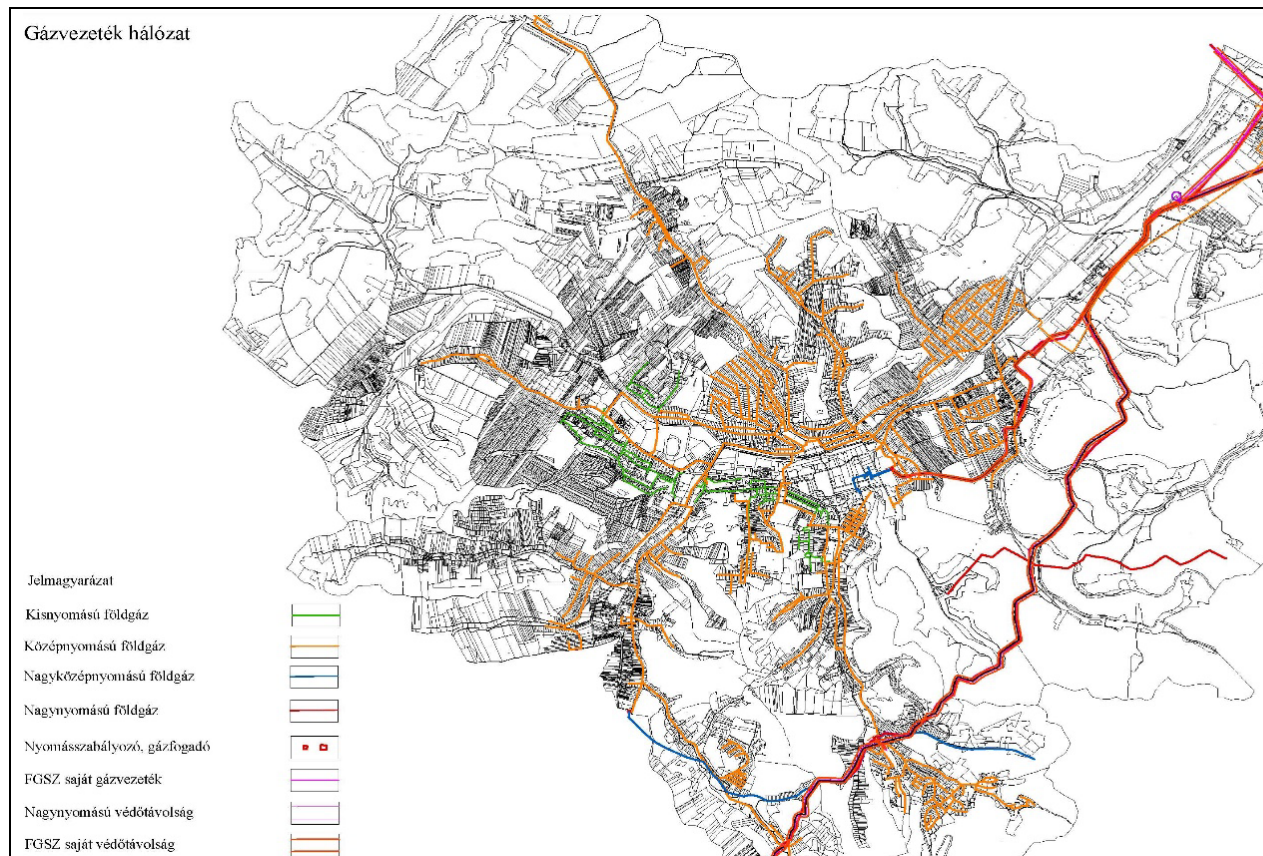 Gázvezeték hálózat
Jelmagyarázat
Kisnyomású földgáz
Középnyomású földgáz
Nagyközépnyomású földgáz
Nagynyomású földgáz
Nyomásszabályozó, gázfogadó
FGSZ saját gázvezeték
Nagynyomású védőtávolság
FGSZ saját védőtávolság